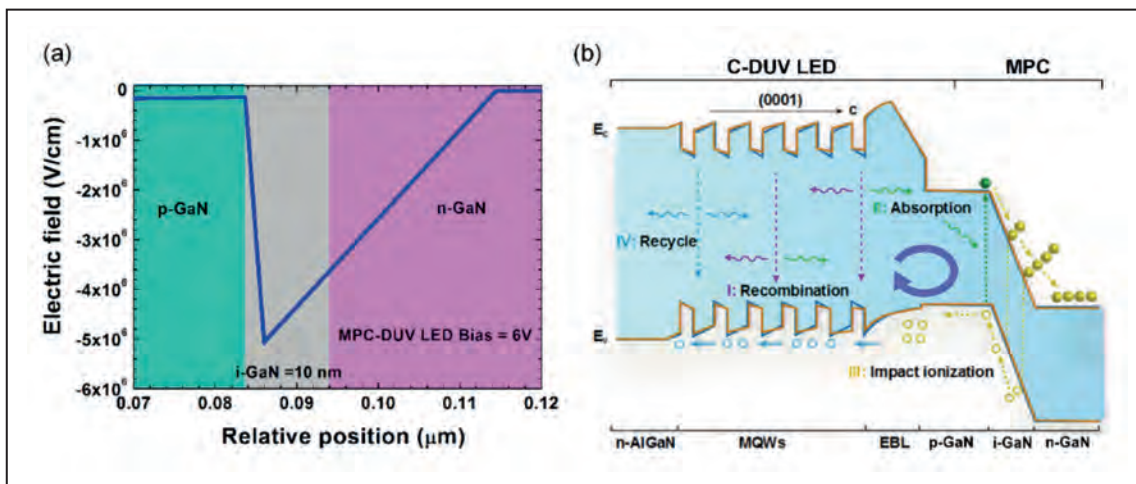 (a)
0
-1x10⁶
-2x10⁶
-3x10⁶
-4x10⁶
-5x10⁶
-6x10⁶
Electric field (V/cm)
p-GaN
n-GaN
MPC-DUV LED Bias = 6V
i-GaN =10 nm
0.07 0.08 0.09 0.10 0.11 0.12
Relative position (μm)
(b)
C-DUV LED MPC
(0001)
c
E_c
II: Absorption
IV: Recycle
I: Recombination
E_v
III: Impact ionization
n-AlGaN MQWs EBL p-GaN i-GaN n-GaN